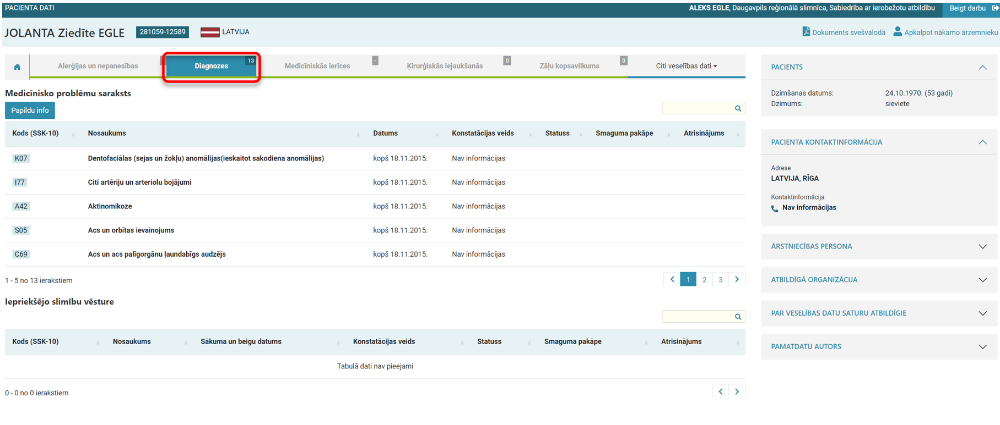 PACIENTA DATI
ALEKS EGLE, Daugavpils reģionālā slimnīca, Sabiedrība ar ierobežotu atbildību
Beigt darbu
JOLANTA Ziedīte EGLE
281059-12589
LATVIJA
Dokuments svešvalodā
Apkalpot nākamo ārzemnieku
Alerģijas un nepanesības
Diagnozes
13
Medicīniskās ierīces
-
Ķirurģiskās iejaukšanās
0
Zāļu kopsavilkums
0
Citi veselības dati
Medicīnisko problēmu saraksts
Papildu info
Kods (SSK-10) Nosaukums Datums Konstatācijas veids Statuss Smaguma pakāpe Atrisinājums
K07 Dentofaciālas (sejas un žokļu) anomālijas(ieskaitot sakodiena anomālijas) kopš 18.11.2015. Nav informācijas
I77 Citi artēriju un arteriolu bojājumi kopš 18.11.2015. Nav informācijas
A42 Aktinomikoze kopš 18.11.2015. Nav informācijas
S05 Acs un orbītas ievainojums kopš 18.11.2015. Nav informācijas
C69 Acs un acs palīgorgānu ļaundabīgs audzējs kopš 18.11.2015. Nav informācijas
1 - 5 no 13 ierakstiem
1 2 3
Iepriekšējo slimību vēsture
Kods (SSK-10) Nosaukums Sākuma un beigu datums Konstatācijas veids Statuss Smaguma pakāpe Atrisinājums
Tabulā dati nav pieejami
0 - 0 no 0 ierakstiem
PACIENTS
Dzimšanas datums: 24.10.1970. (53 gadi)
Dzimums: sieviete
PACIENTA KONTAKTINFORMĀCIJA
Adrese
LATVIJA, RĪGA
Kontaktinformācija
Nav informācijas
ĀRSTNIECĪBAS PERSONA
ATBILDĪGĀ ORGANIZĀCIJA
PAR VESELĪBAS DATU SATURU ATBILDĪGIE
PAMATDATU AUTORS